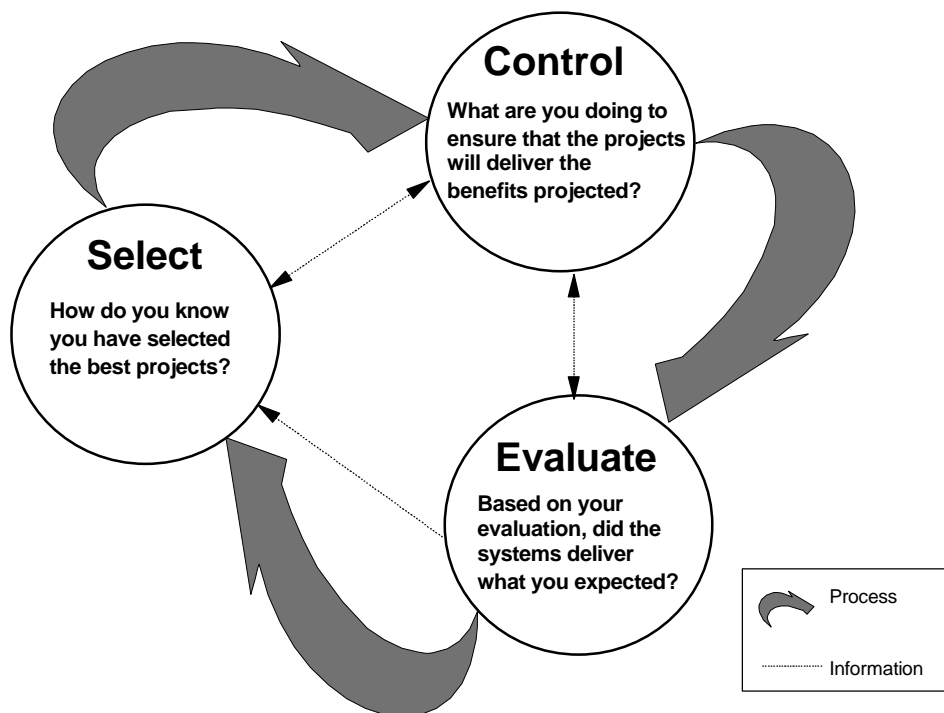 Control
What are you doing to
ensure that the projects
will deliver the
benefits projected?
Select
How do you know
you have selected
the best projects?
Evaluate
Based on your
evaluation, did the
systems deliver
what you expected?
Process
Information